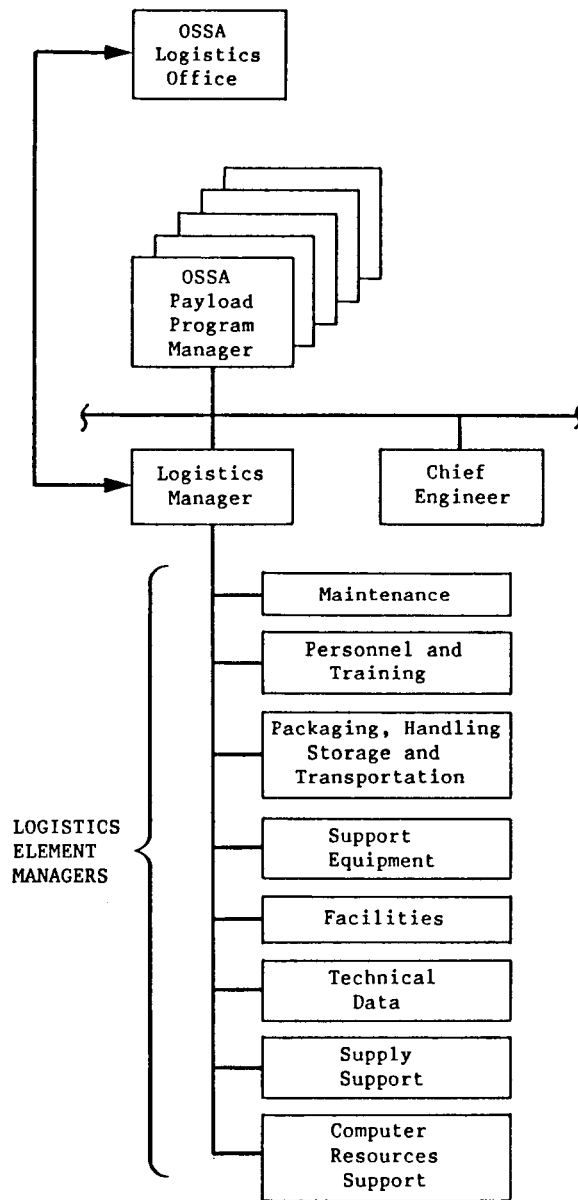 OSSA
Logistics
Office
OSSA
Payload
Program
Manager
Logistics
Manager
Chief
Engineer
Maintenance
Personnel and
Training
Packaging, Handling
Storage and
Transportation
LOGISTICS
ELEMENT
MANAGERS
Support
Equipment
Facilities
Technical
Data
Supply
Support
Computer
Resources
Support